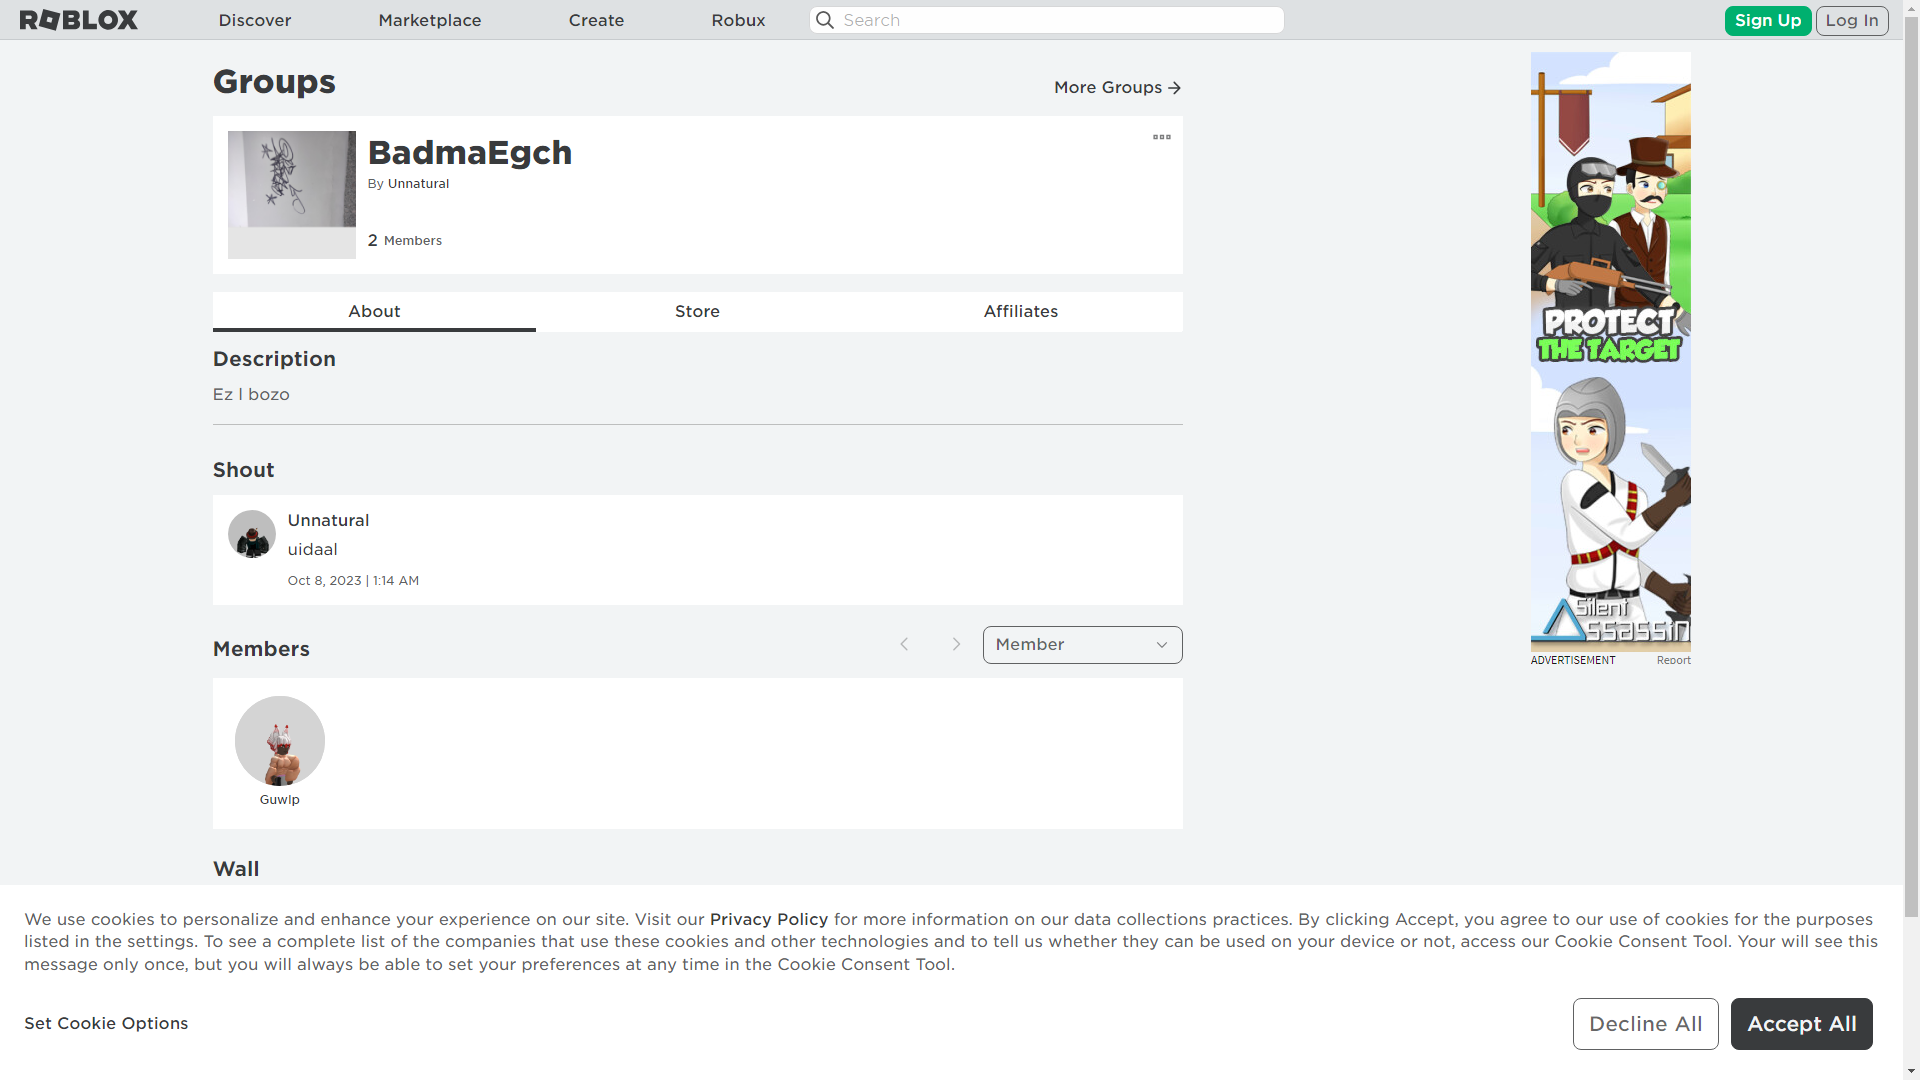 ROBLOX
Discover
Marketplace
Create
Robux
Search
Sign Up
Log In
Groups
More Groups
BadmaEgch
By Unnatural
2 Members
About
Store
Affiliates
Description
Ez l bozo
Shout
Unnatural
uidaal
Oct 8, 2023 | 1:14 AM
Members
Member
Guwlp
Wall
PROTECT
THE TARGET
Silent
Assassin
ADVERTISEMENT
Report
We use cookies to personalize and enhance your experience on our site. Visit our Privacy Policy for more information on our data collections practices. By clicking Accept, you agree to our use of cookies for the purposes
listed in the settings. To see a complete list of the companies that use these cookies and other technologies and to tell us whether they can be used on your device or not, access our Cookie Consent Tool. Your will see this
message only once, but you will always be able to set your preferences at any time in the Cookie Consent Tool.
Set Cookie Options
Decline All
Accept All